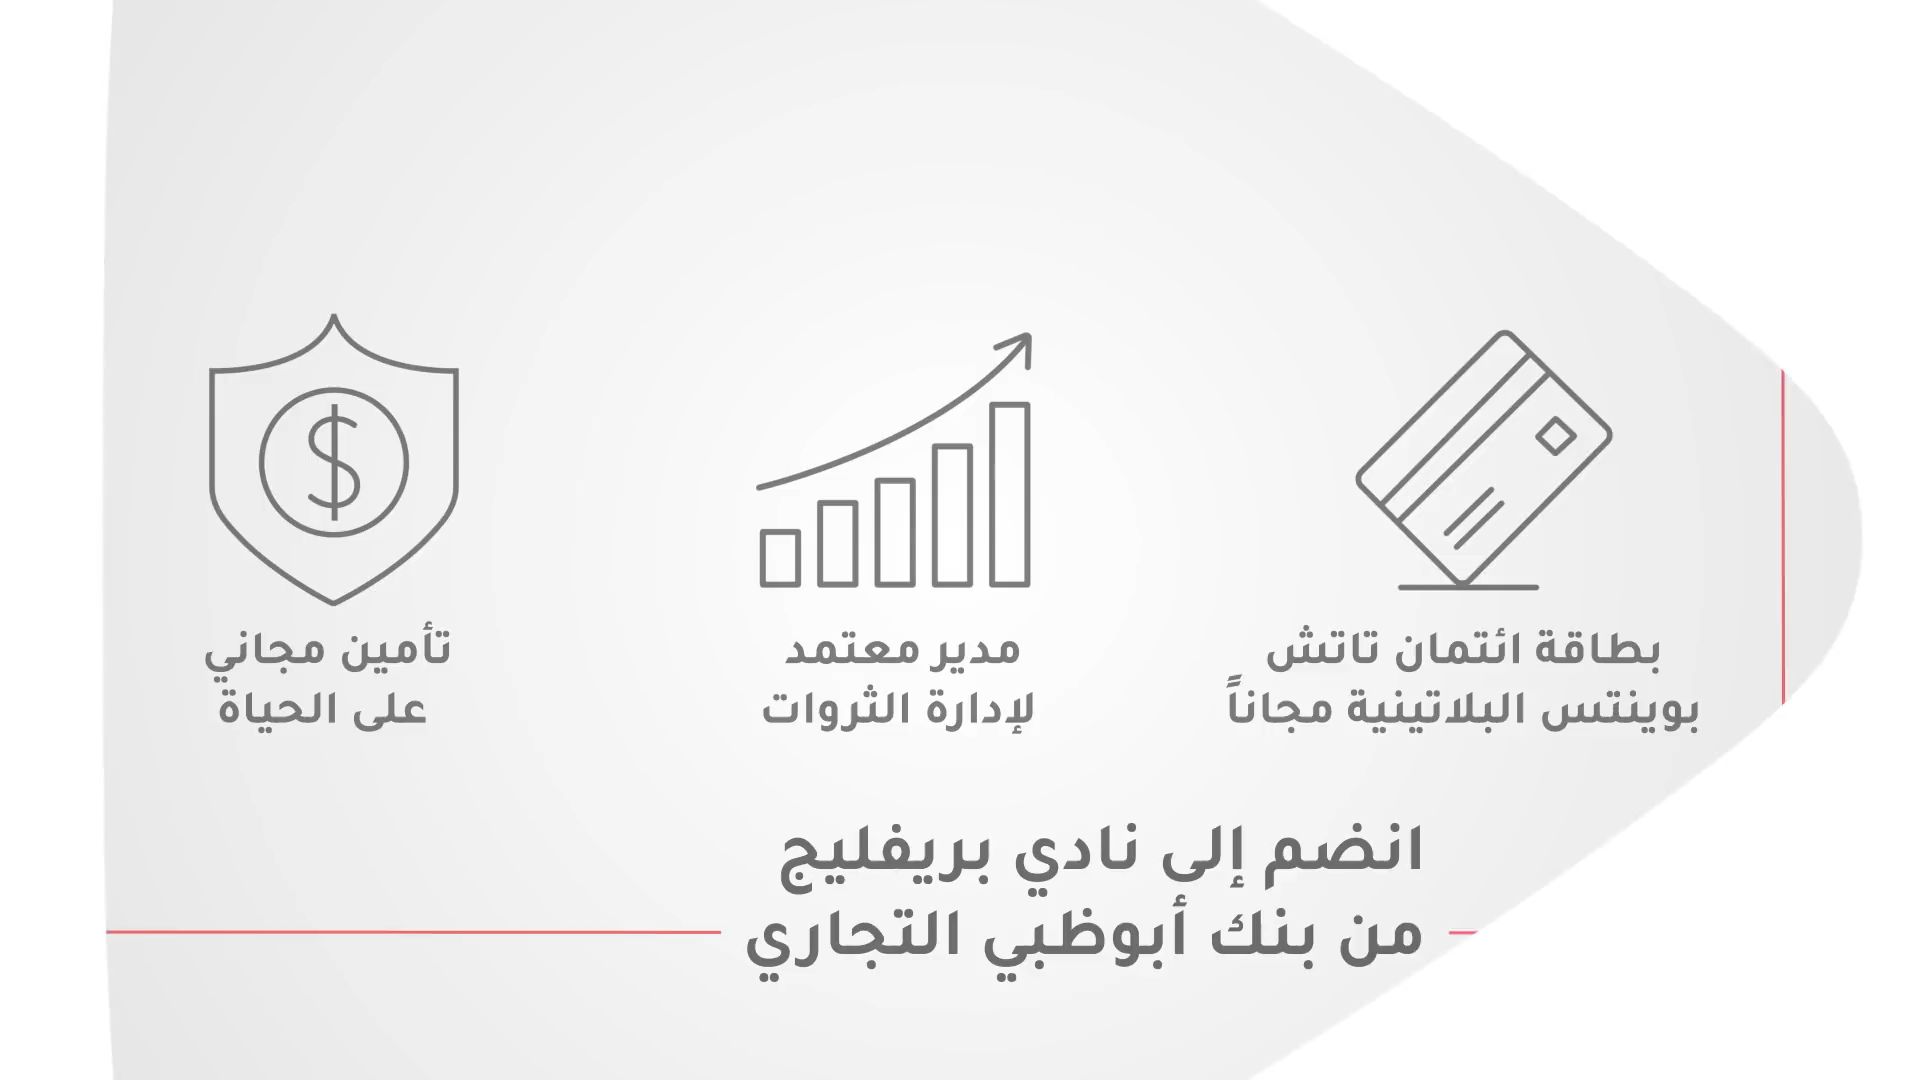 بطاقة ائتمان تاتش
بوينتس البلاتينية مجاناً
مدير معتمد
لإدارة الثروات
تأمين مجاني
على الحياة
انضم إلى نادي بريفليج
من بنك أبوظبي التجاري